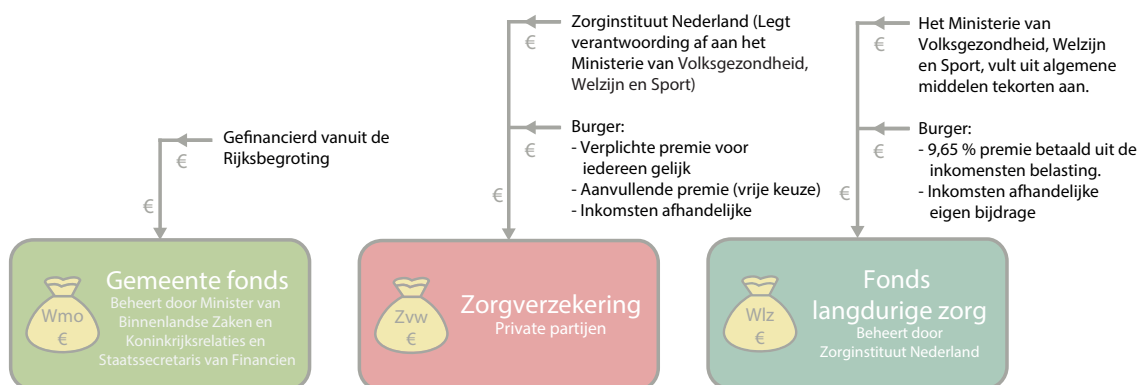 Gefinancierd vanuit de
Rijksbegroting
€
€
Gemeente fonds
Beheert door Minister van
Binnenlandse Zaken en
Koninkrijksrelaties en
Staatssecretaris van Financien
Wmo
€
Zorginstituut Nederland (Legt
verantwoording af aan het
Ministerie van Volksgezondheid,
Welzijn en Sport)
€
Burger:
- Verplichte premie voor
iedereen gelijk
- Aanvullende premie (vrije keuze)
- Inkomsten afhandelijke
€
€
Zorgverzekering
Private partijen
Zvw
€
Het Ministerie van
Volksgezondheid, Welzijn
en Sport, vult uit algemene
middelen tekorten aan.
€
Burger:
- 9,65 % premie betaald uit de
inkomensten belasting.
- Inkomsten afhandelijke
eigen bijdrage
€
€
Fonds
langdurige zorg
Beheert door
Zorginstituut Nederland
Wlz
€